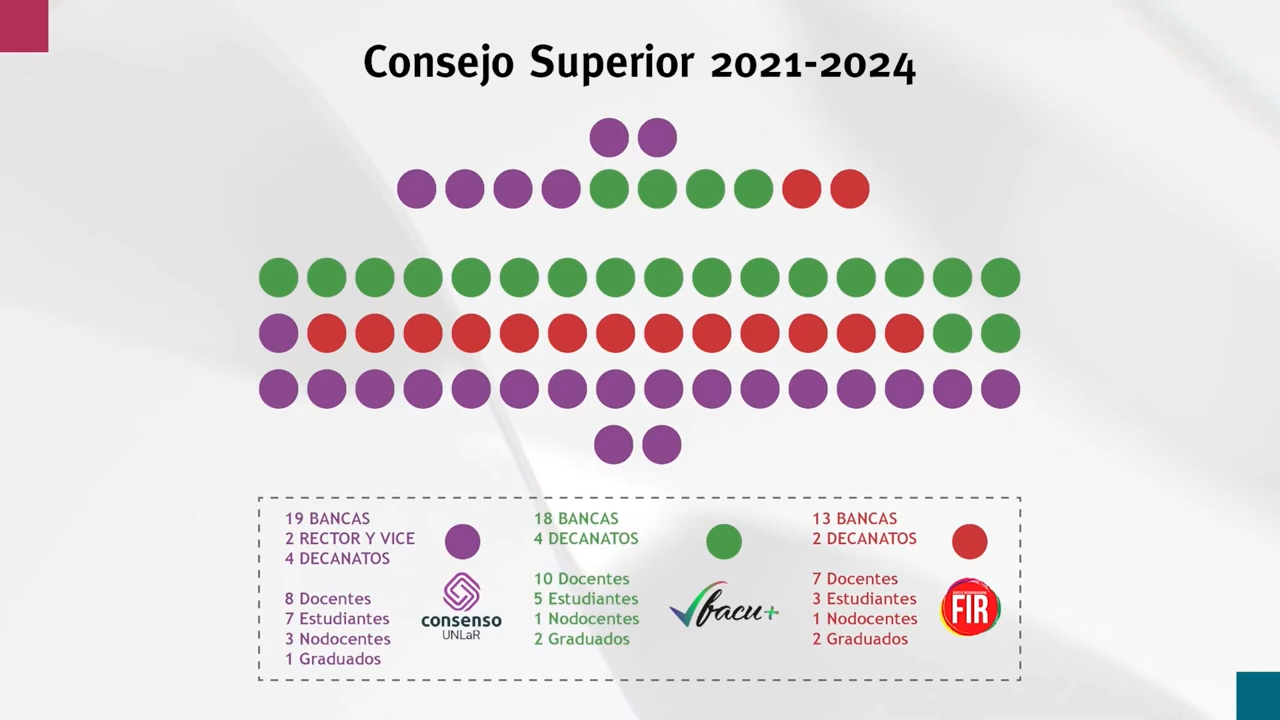 Consejo Superior 2021-2024
19 BANCAS
2 RECTOR Y VICE
4 DECANATOS
8 Docentes
7 Estudiantes
3 Nodocentes
1 Graduados
consenso
UNLaR
18 BANCAS
4 DECANATOS
10 Docentes
5 Estudiantes
1 Nodocentes
2 Graduados
facu+
13 BANCAS
2 DECANATOS
7 Docentes
3 Estudiantes
1 Nodocentes
2 Graduados
FIR